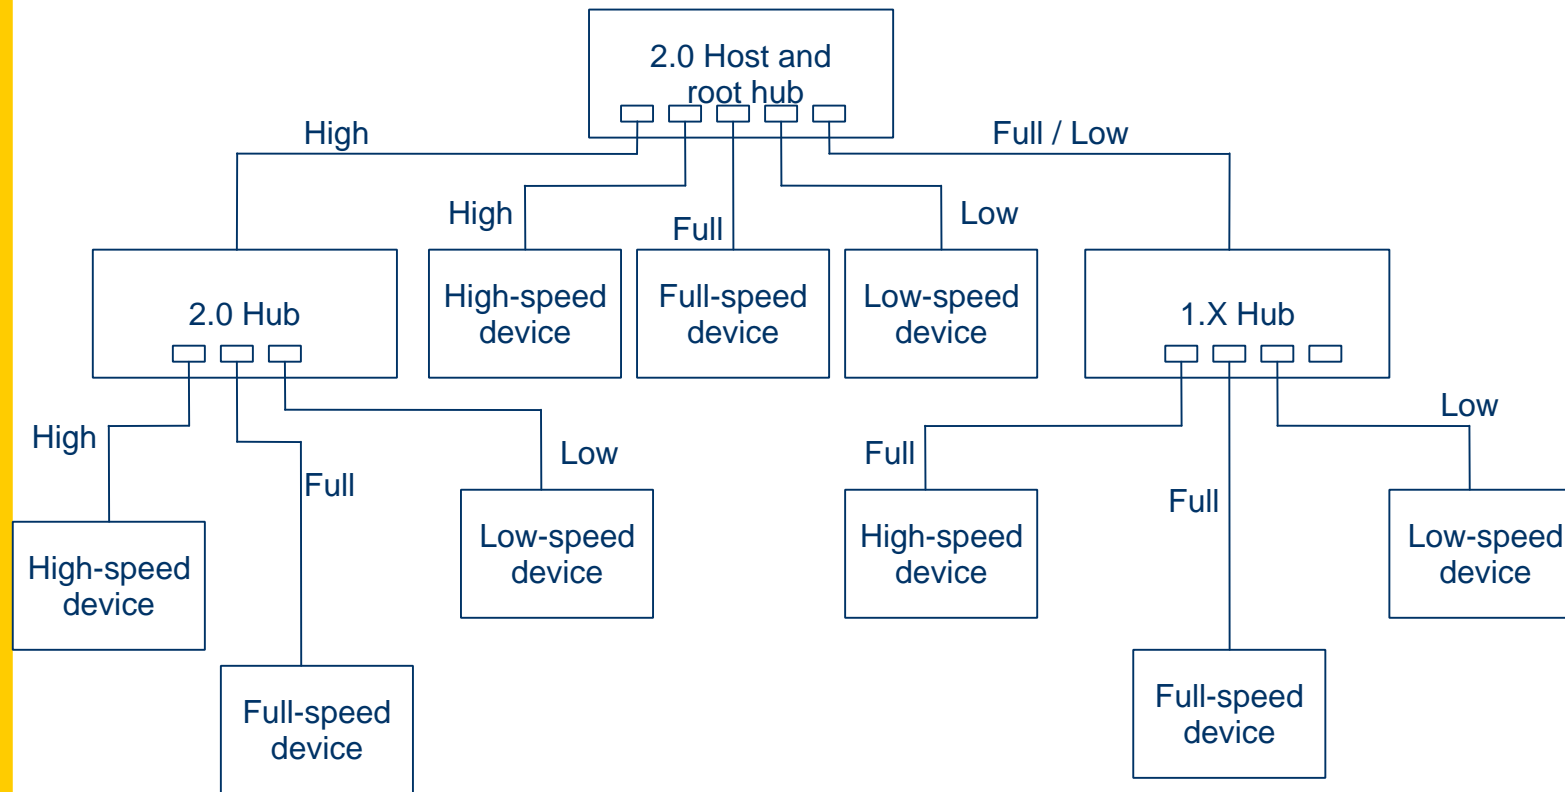 2.0 Host and
root hub
High
Full / Low
High
Full
Low
2.0 Hub
High-speed
device
Full-speed
device
Low-speed
device
1.X Hub
High
Full
Low
Full
Full
Low
High-speed
device
Full-speed
device
Low-speed
device
High-speed
device
Full-speed
device
Low-speed
device